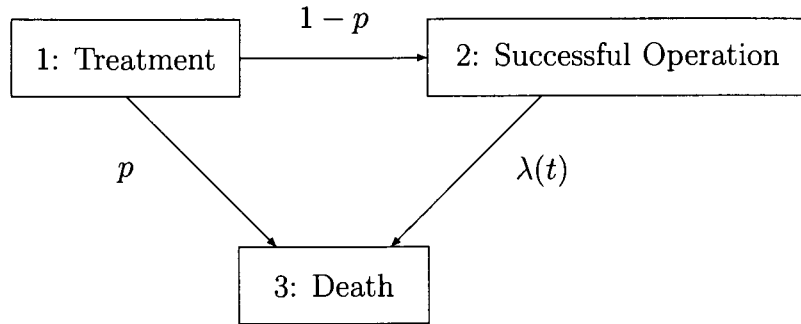 1 − p
1: Treatment
2: Successful Operation
p
λ(t)
3: Death